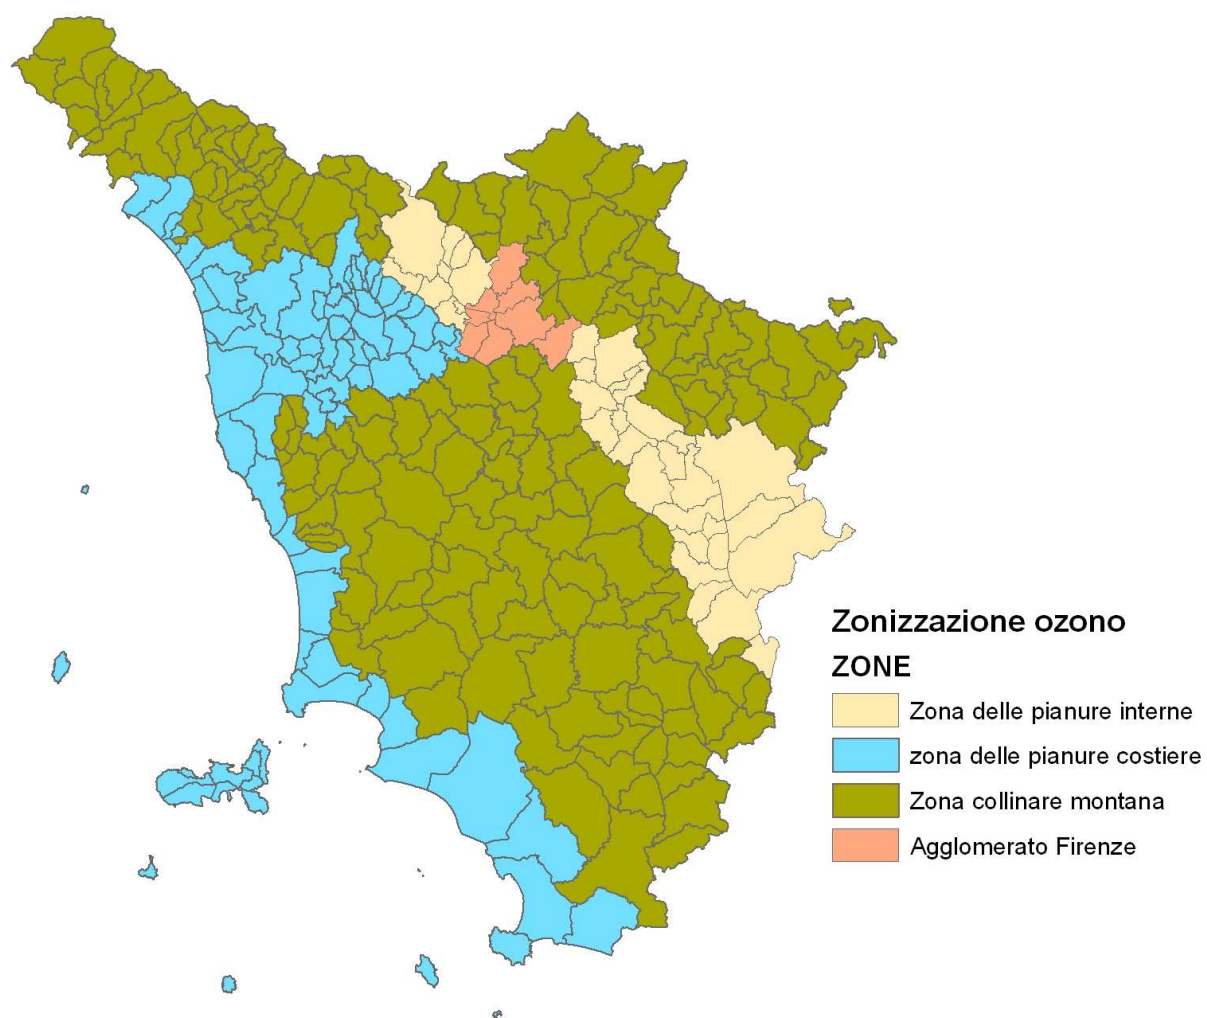 Zonizzazione ozono
ZONE
Zona delle pianure interne
zona delle pianure costiere
Zona collinare montana
Agglomerato Firenze